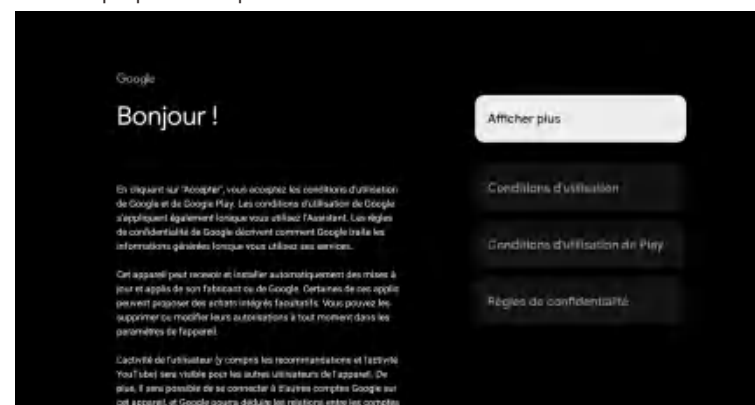 Google
Bonjour !
En cliquant sur "Accepter", vous acceptez les conditions d'utilisation
de Google et de Google Play. Les conditions d'utilisation de Google
s'appliquent également lorsque vous utilisez l'Assistant. Les règles
de confidentialité de Google décrivent comment Google traite les
informations générées lorsque vous utilisez ses services.
Cet appareil peut recevoir et installer automatiquement des mises à
jour et applis de son fabricant ou de Google. Certaines de ces applis
peuvent proposer des achats intégrés facultatifs. Vous pouvez les
supprimer ou modifier leurs autorisations à tout moment dans les
paramètres de l'appareil.
L'activité de l'utilisateur (y compris les recommandations et l'activité
YouTube) sera visible pour les autres utilisateurs de l'appareil. De
plus, il sera possible de se connecter à d'autres comptes Google sur
cet appareil, et Google pourra déduire les relations entre les comptes
Afficher plus
Conditions d'utilisation
Conditions d'utilisation de Play
Règles de confidentialité